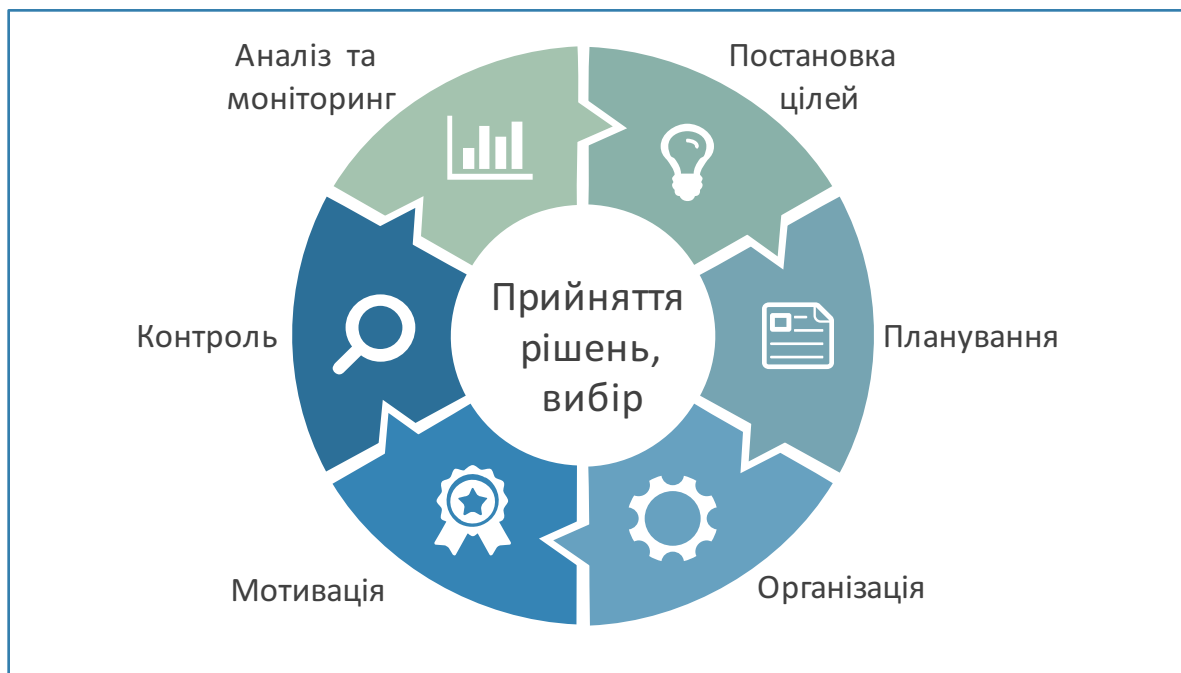 Аналіз та
моніторинг
Постановка
цілей
Контроль
Прийняття
рішень,
вибір
Планування
Мотивація
Організація